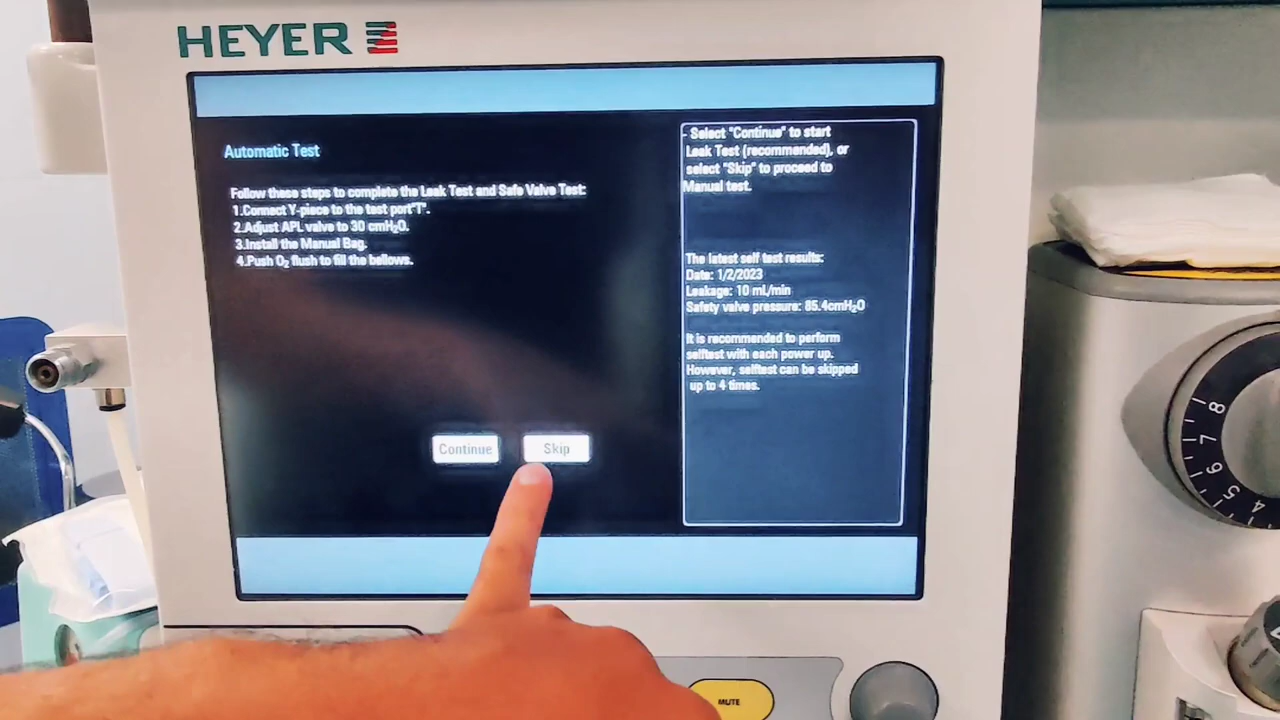 HEYER
Automatic Test
Follow these steps to complete the Leak Test and Safe Valve Test:
1.Connect Y-piece to the test port"T".
2.Adjust APL valve to 30 cmH₂O.
3.Install the Manual Bag.
4.Push O₂ flush to fill the bellows.
Continue
Skip
- Select "Continue" to start
Leak Test (recommended), or
select "Skip" to proceed to
Manual test.
The latest self test results:
Date: 1/2/2023
Leakage: 10 mL/min
Safety valve pressure: 85.4cmH₂O
It is recommended to perform
selftest with each power up.
However, selftest can be skipped
up to 4 times.
MUTE
8
7
6
5
4